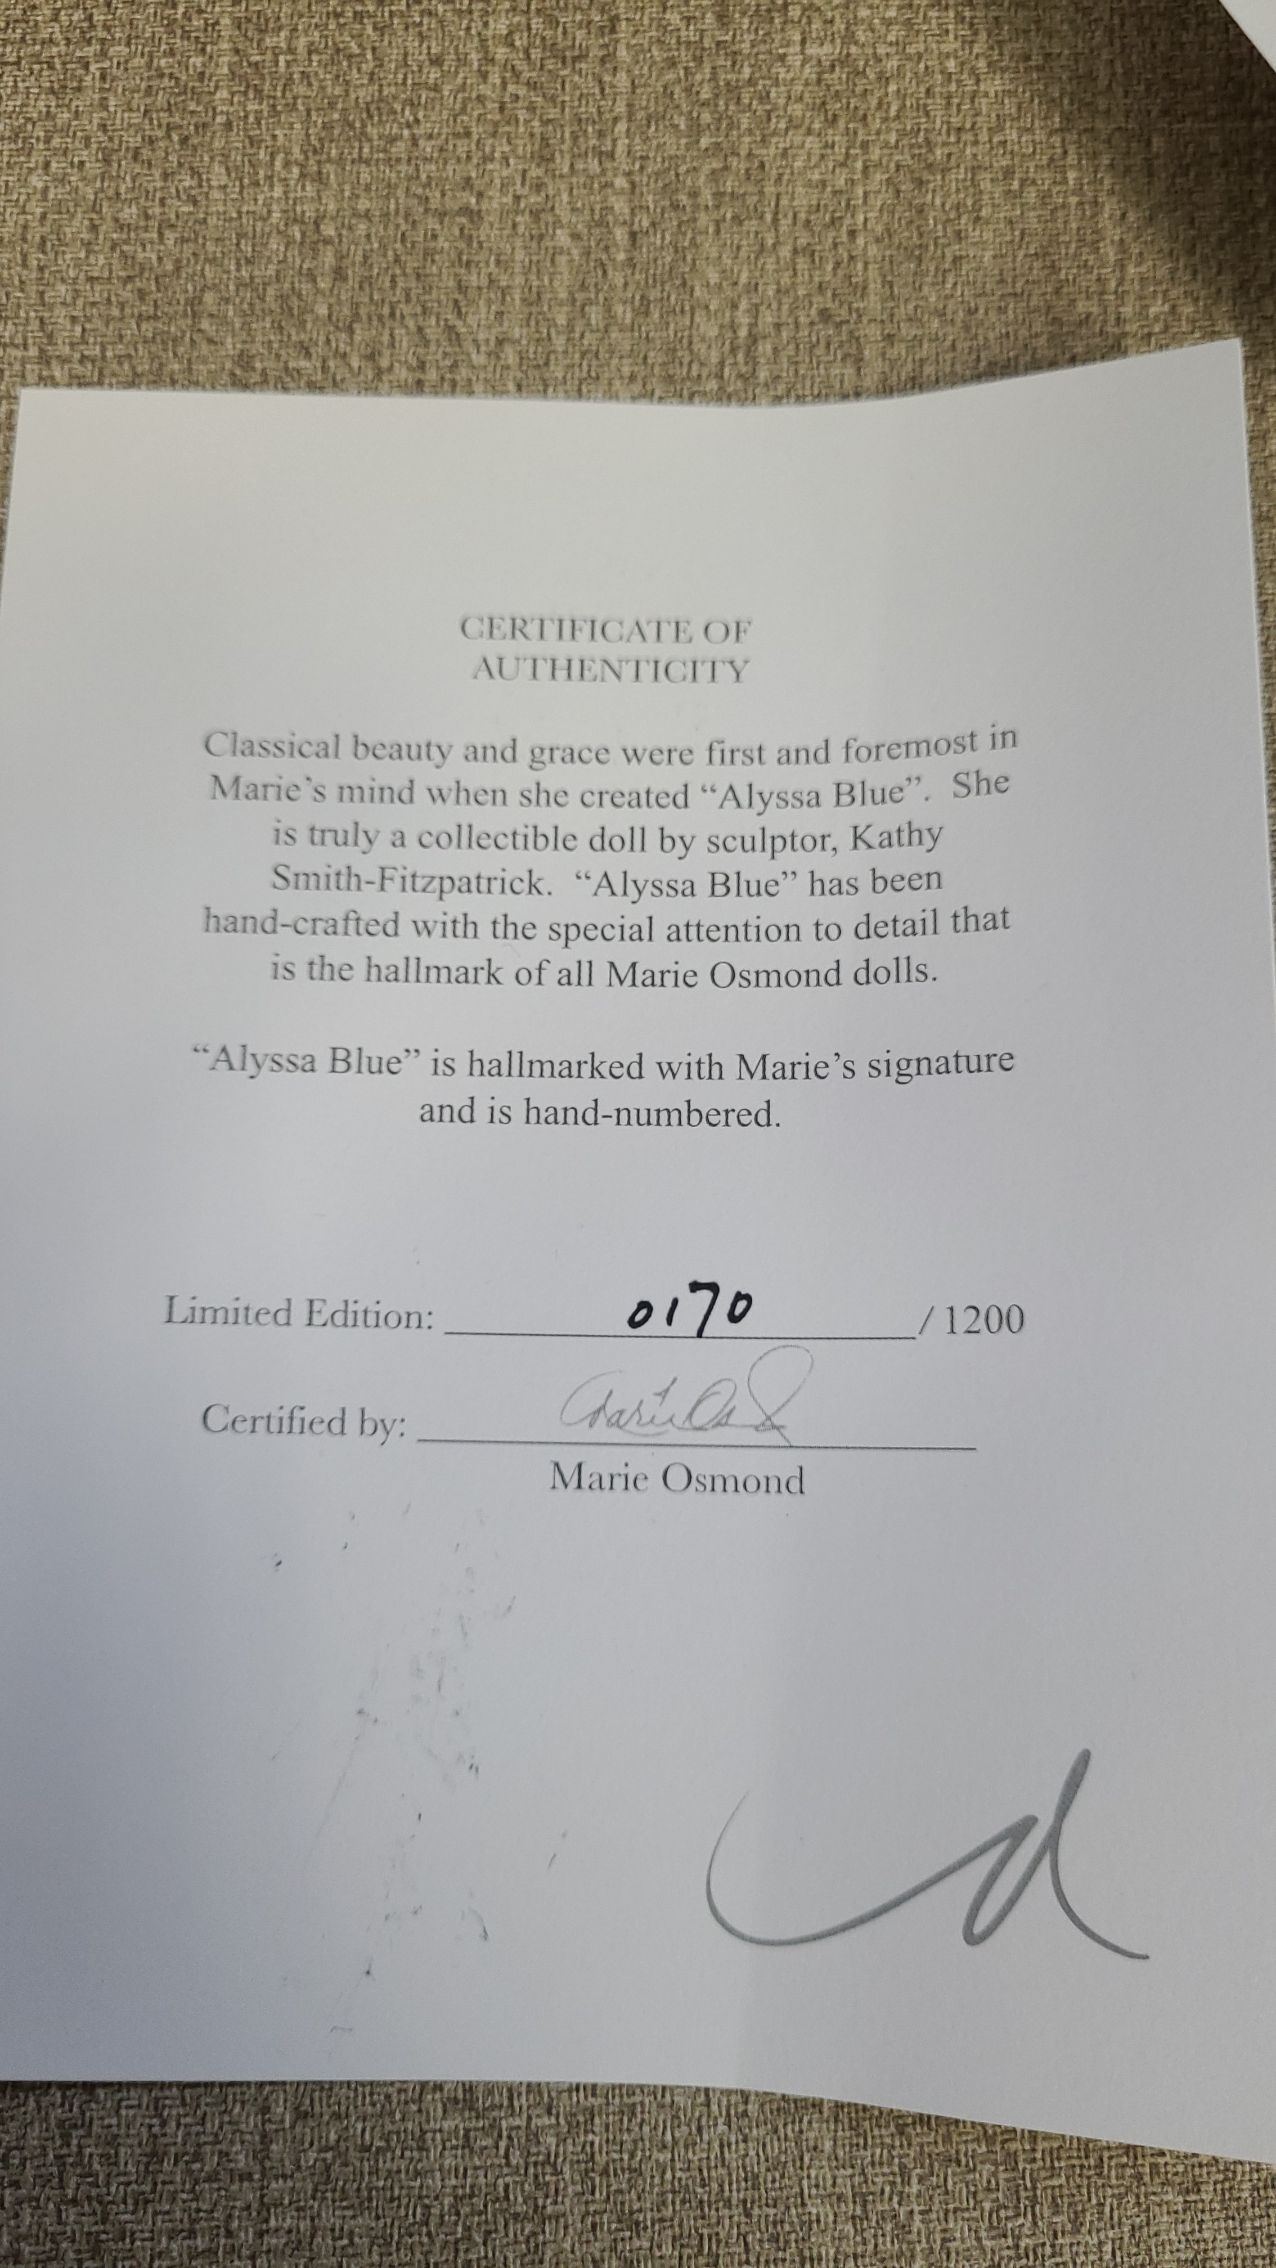 CERTIFICATE OF
AUTHENTICITY
Classical beauty and grace were first and foremost in
Marie's mind when she created “Alyssa Blue”. She
is truly a collectible doll by sculptor, Kathy
Smith-Fitzpatrick. “Alyssa Blue” has been
hand-crafted with the special attention to detail that
is the hallmark of all Marie Osmond dolls.
“Alyssa Blue” is hallmarked with Marie’s signature
and is hand-numbered.
Limited Edition: 0170 / 1200
Certified by:
Marie Osmond